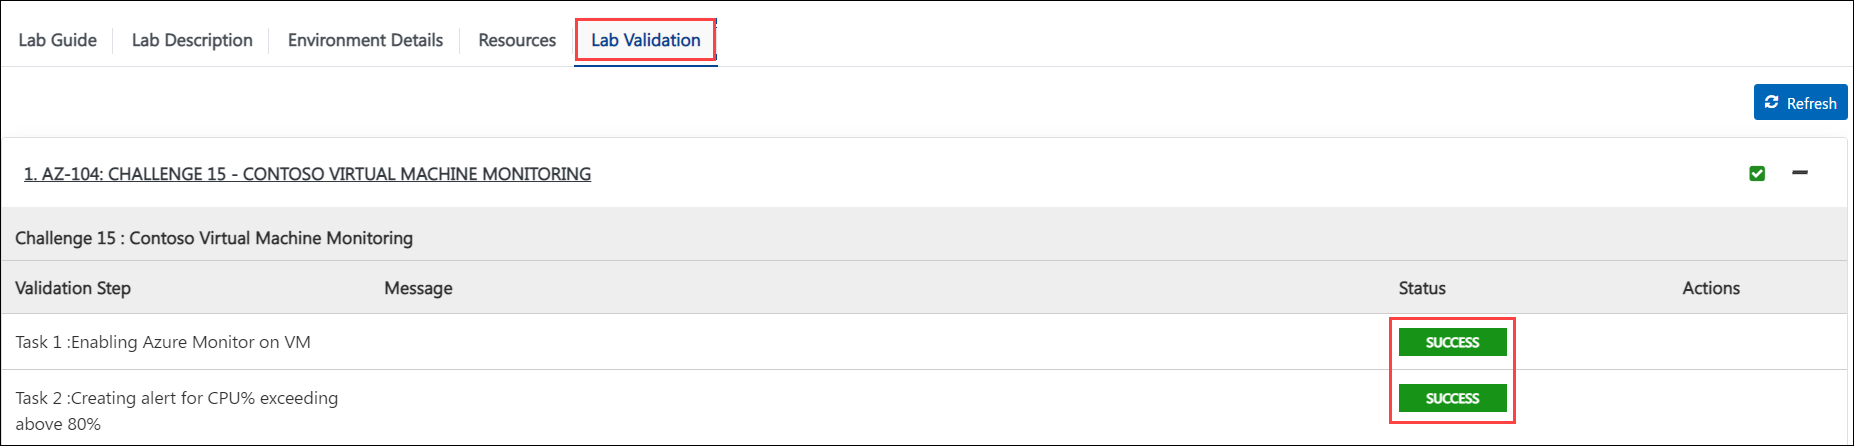 Lab Guide Lab Description Environment Details Resources Lab Validation
Refresh
1. AZ-104: CHALLENGE 15 - CONTOSO VIRTUAL MACHINE MONITORING
Challenge 15 : Contoso Virtual Machine Monitoring
Validation Step Message Status Actions
Task 1 :Enabling Azure Monitor on VM SUCCESS
Task 2 :Creating alert for CPU% exceeding SUCCESS
above 80%